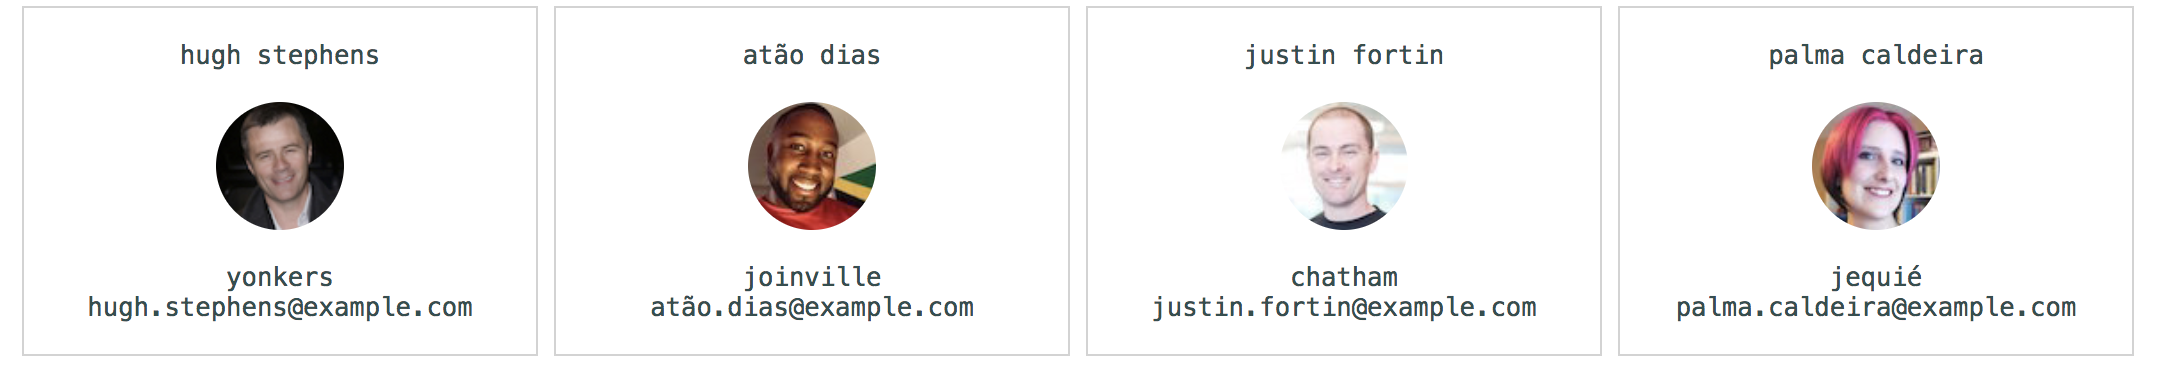 hugh stephens
yonkers
hugh.stephens@example.com
atão dias
joinville
atão.dias@example.com
justin fortin
chatham
justin.fortin@example.com
palma caldeira
jequié
palma.caldeira@example.com